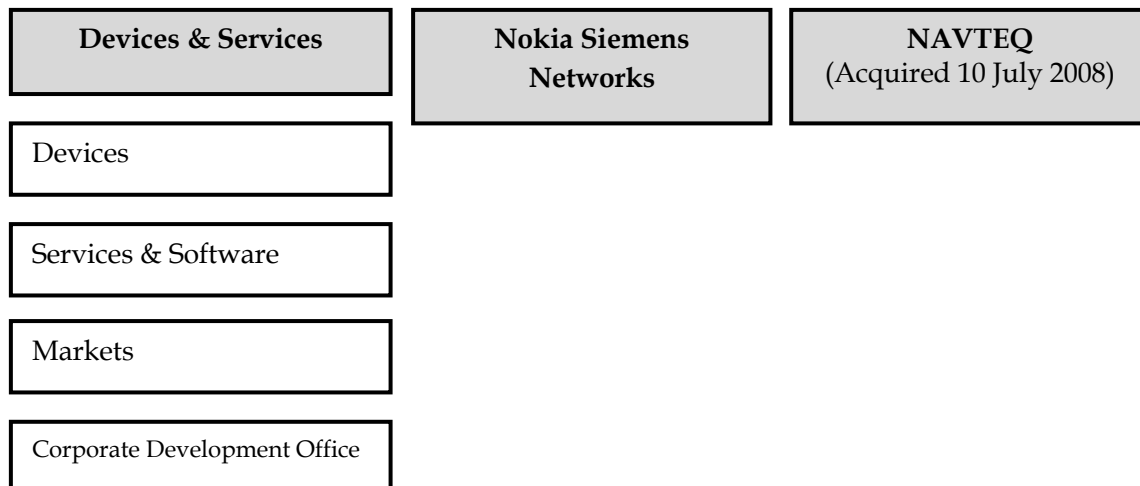 Devices & Services
Nokia Siemens
Networks
NAVTEQ
(Acquired 10 July 2008)
Devices
Services & Software
Markets
Corporate Development Office